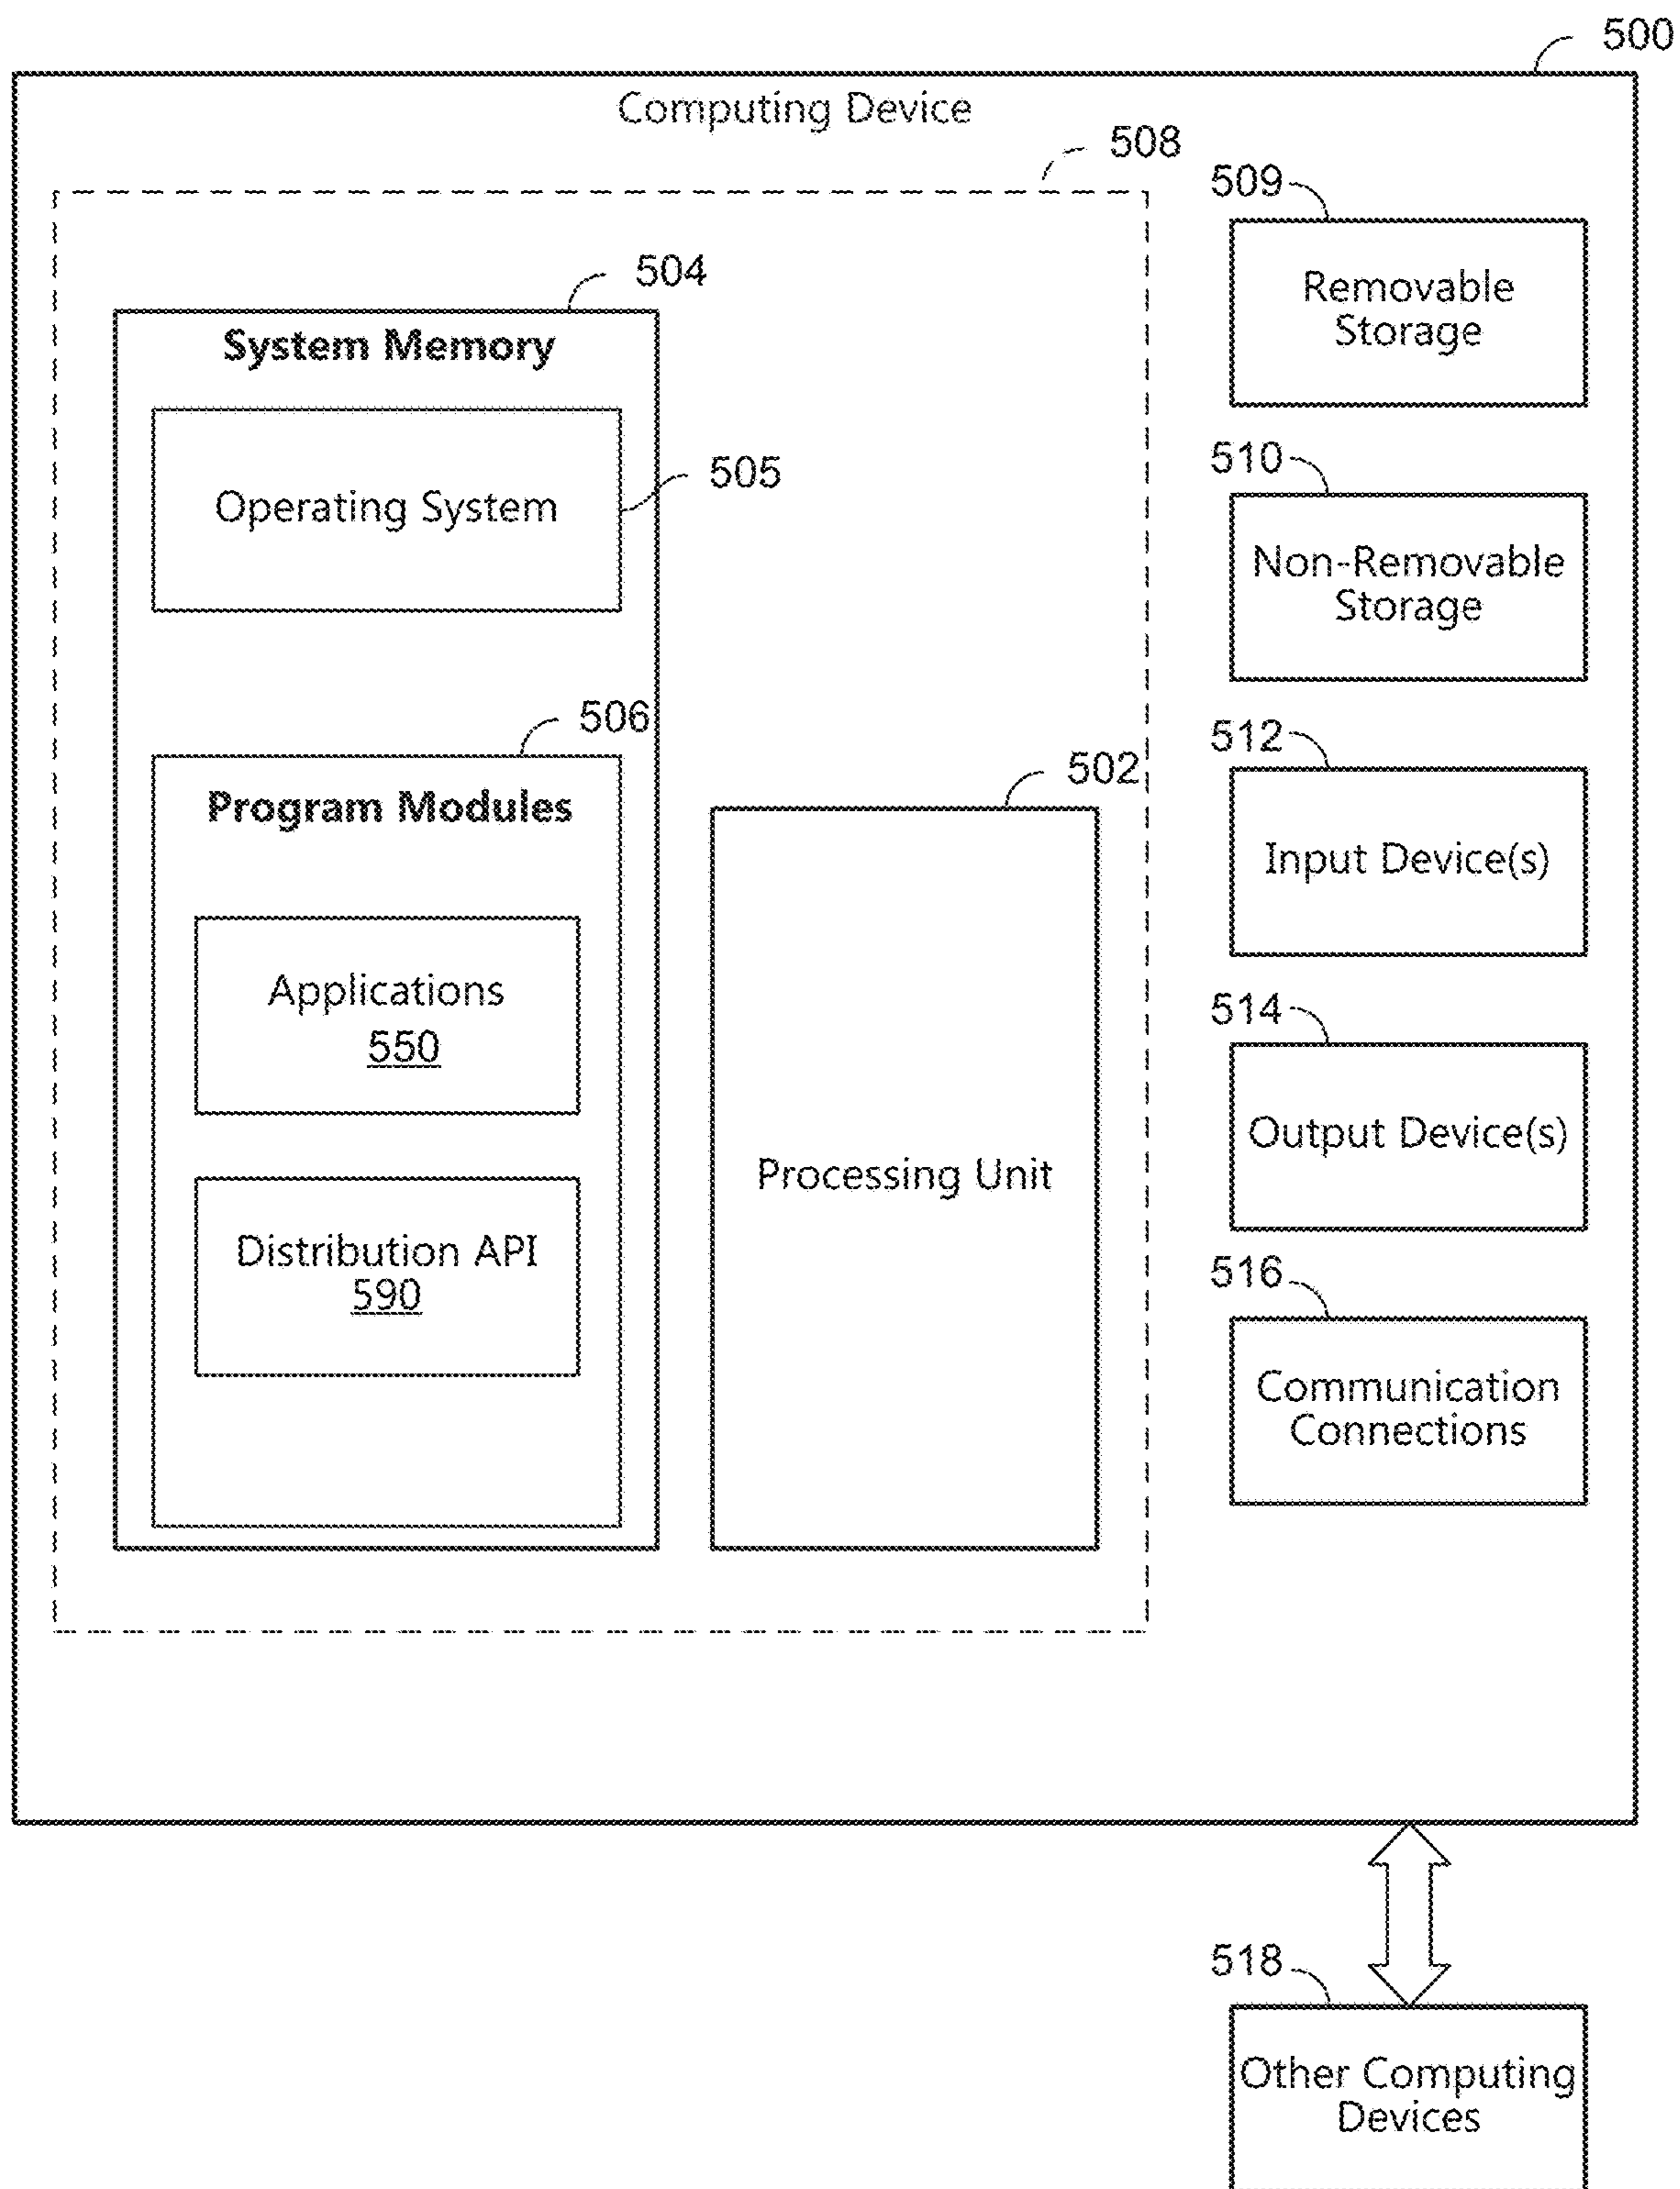 500
Computing Device
508
509
Removable
Storage
504
System Memory
Operating System
505
510
Non-Removable
Storage
506
Program Modules
502
512
Input Device(s)
Applications
550
514
Output Device(s)
Processing Unit
Distribution API
590
516
Communication
Connections
518
Other Computing
Devices